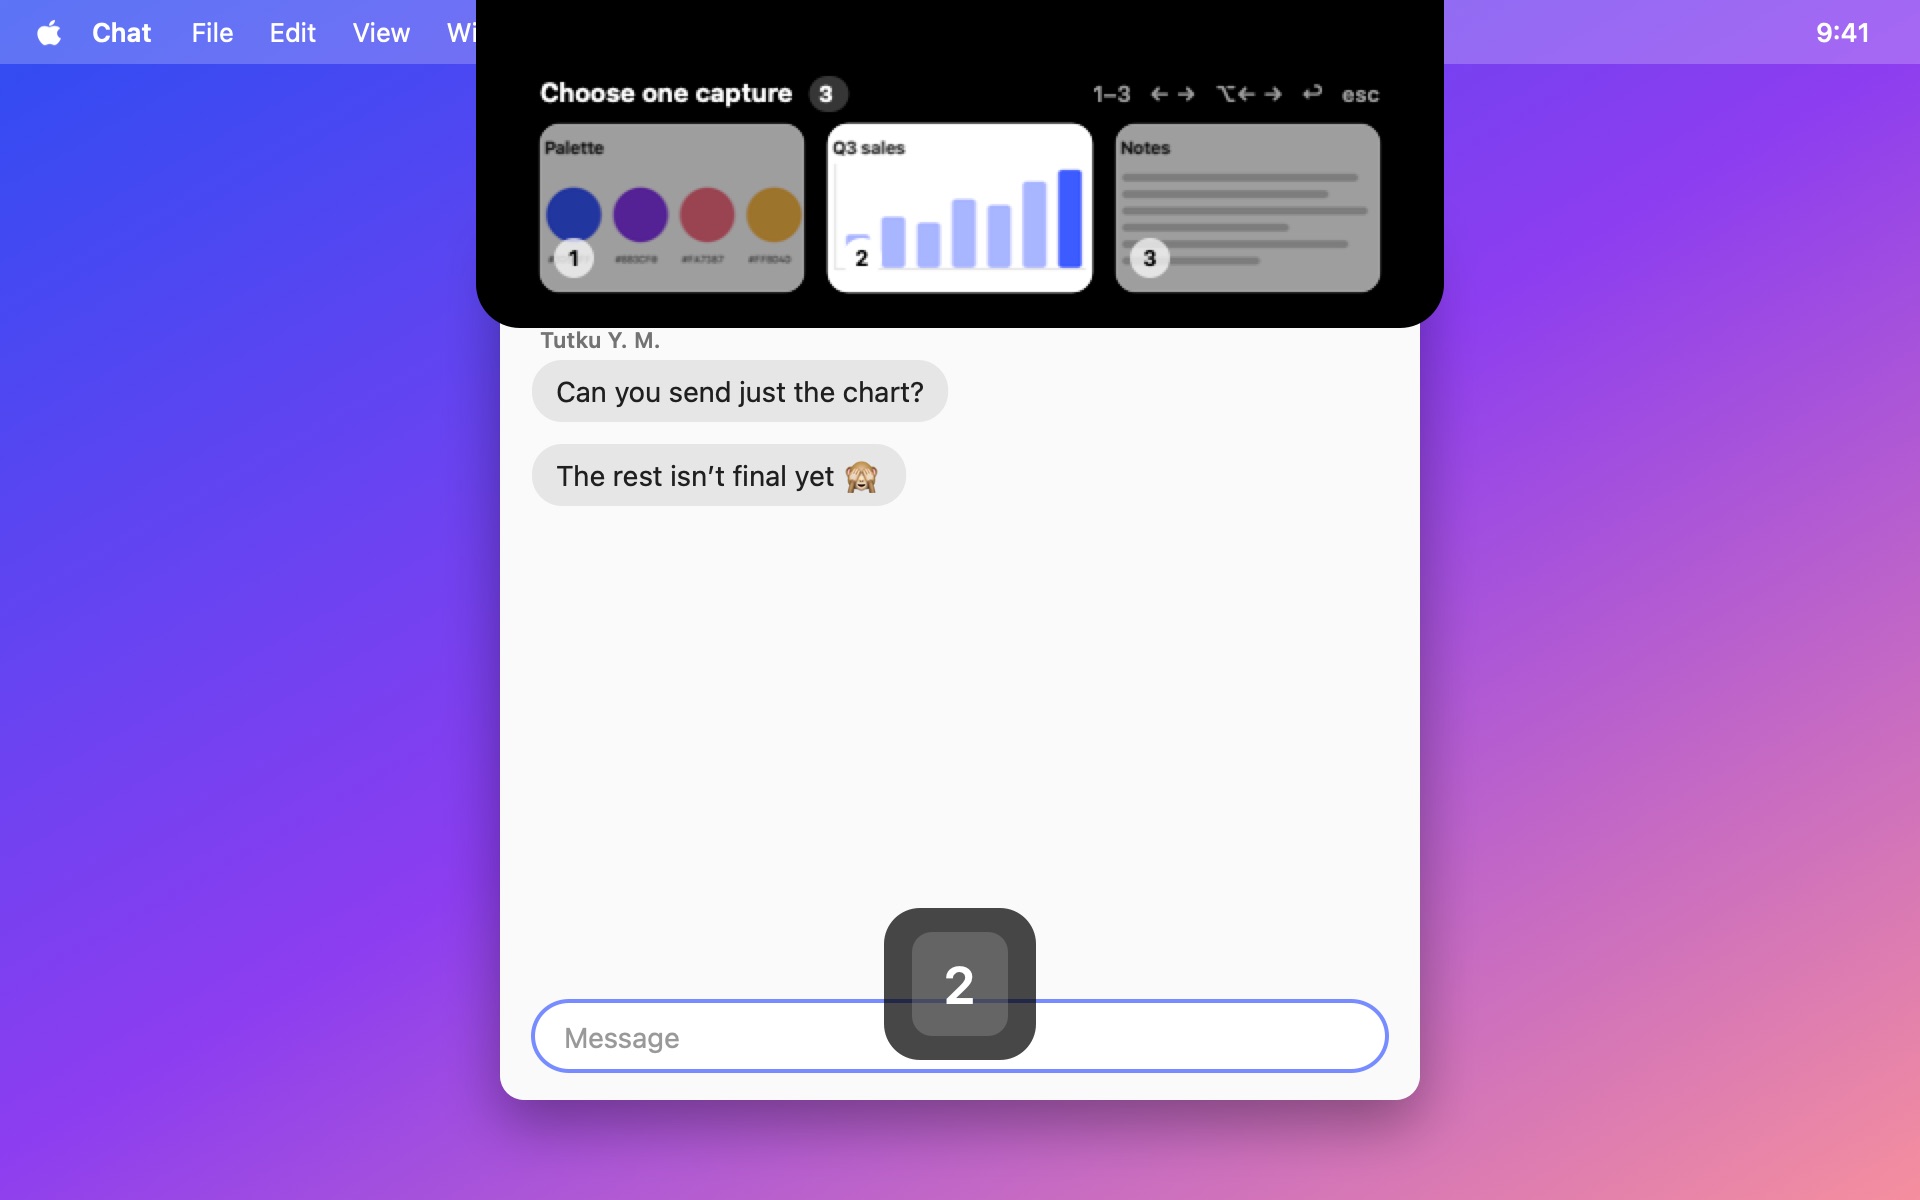 Chat File Edit View Wi 9:41
Choose one capture 3 1–3 ← → ⌥← → ↩ esc
Palette
1
#FA7387
2
Q3 sales
Notes
3
Tutku Y. M.
Can you send just the chart?
The rest isn’t final yet 🙈
2
Message